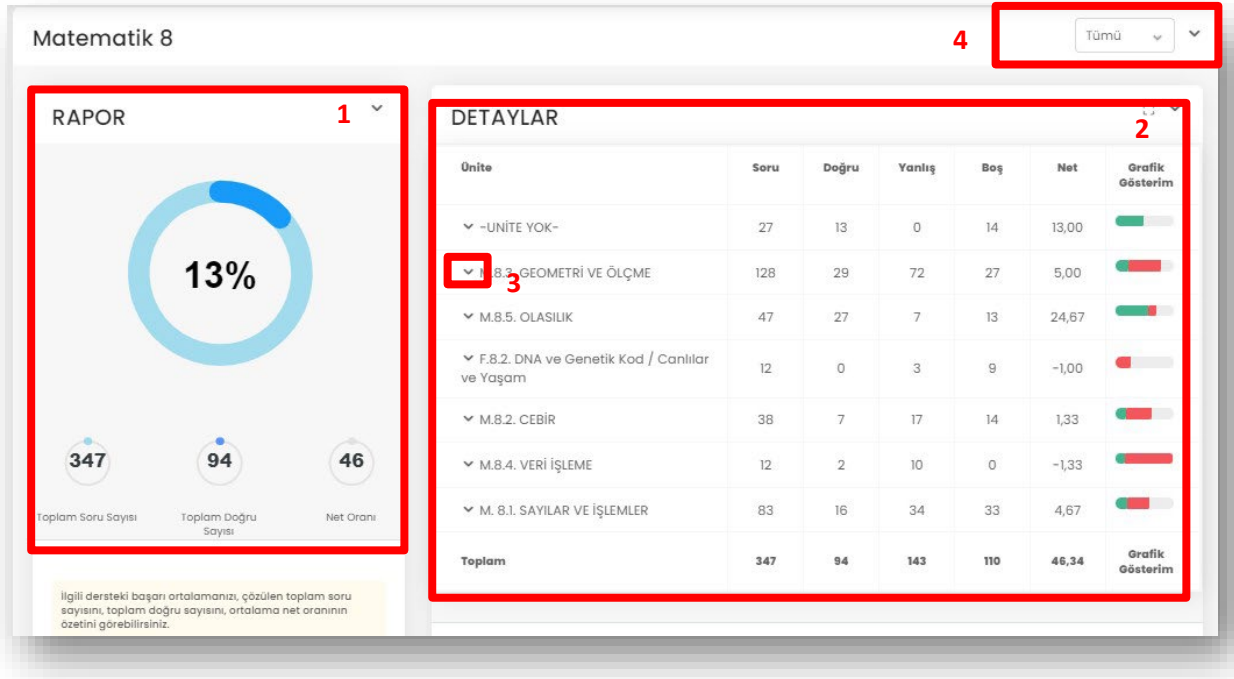 Matematik 8
4
Tümü
RAPOR
1
13%
347
94
46
Toplam Soru Sayısı
Toplam Doğru
Sayısı
Net Oranı
İlgili dersteki başarı ortalamanızı, çözülen toplam soru
sayısını, toplam doğru sayısını, ortalama net oranının
özetini görebilirsiniz.
DETAYLAR
2
Ünite Soru Doğru Yanlış Boş Net Grafik
Gösterim
-UNİTE YOK- 27 13 0 14 13,00
M.8.3. GEOMETRİ VE ÖLÇME 128 29 72 27 5,00
3
M.8.5. OLASILIK 47 27 7 13 24,67
F.8.2. DNA ve Genetik Kod / Canlılar
ve Yaşam 12 0 3 9 -1,00
M.8.2. CEBİR 38 7 17 14 1,33
M.8.4. VERİ İŞLEME 12 2 10 0 -1,33
M. 8.1. SAYILAR VE İŞLEMLER 83 16 34 33 4,67
Toplam 347 94 143 110 46,34 Grafik
Gösterim